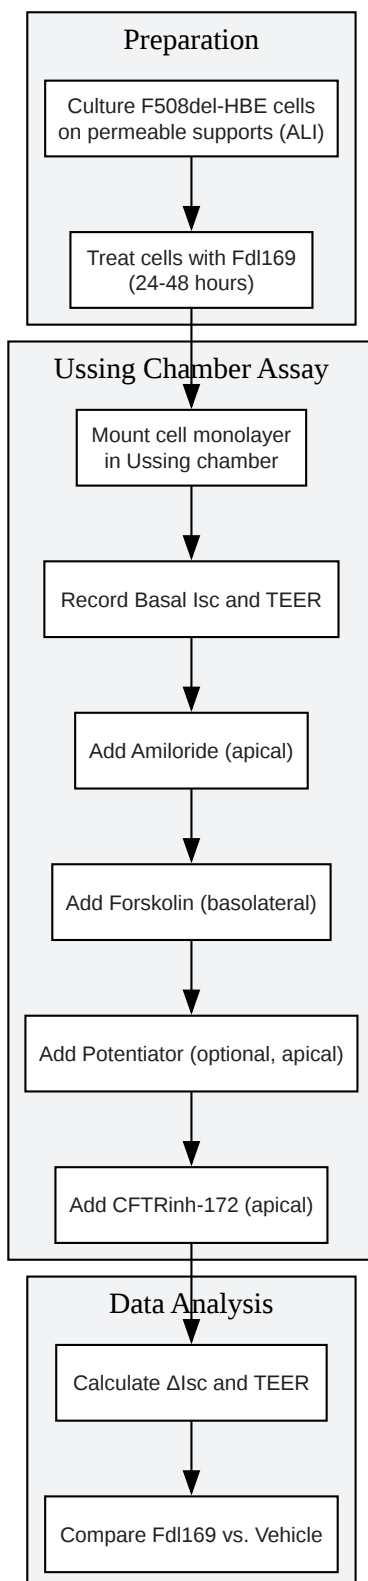 Preparation
Culture F508del-HBE cells
on permeable supports (ALI)
Treat cells with Fdl169
(24-48 hours)
Ussing Chamber Assay
Mount cell monolayer
in Ussing chamber
Record Basal Isc and TEER
Add Amiloride (apical)
Add Forskolin (basolateral)
Add Potentiator (optional, apical)
Add CFTRinh-172 (apical)
Data Analysis
Calculate ΔIsc and TEER
Compare Fdl169 vs. Vehicle